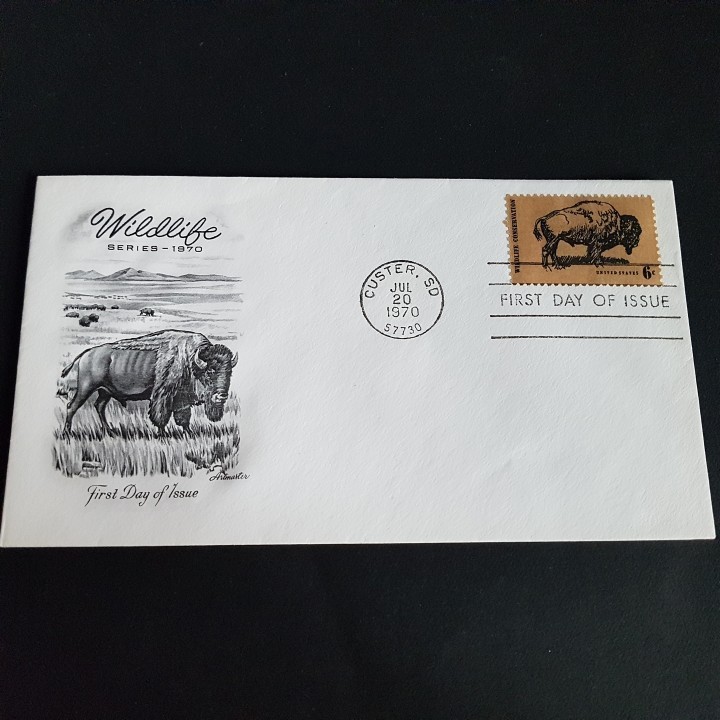 Wildlife
SERIES - 1970
Artmaster
First Day of Issue
CUSTER, SD
JUL
20
1970
57730
WILDLIFE CONSERVATION
UNITED STATES 6c
FIRST DAY OF ISSUE